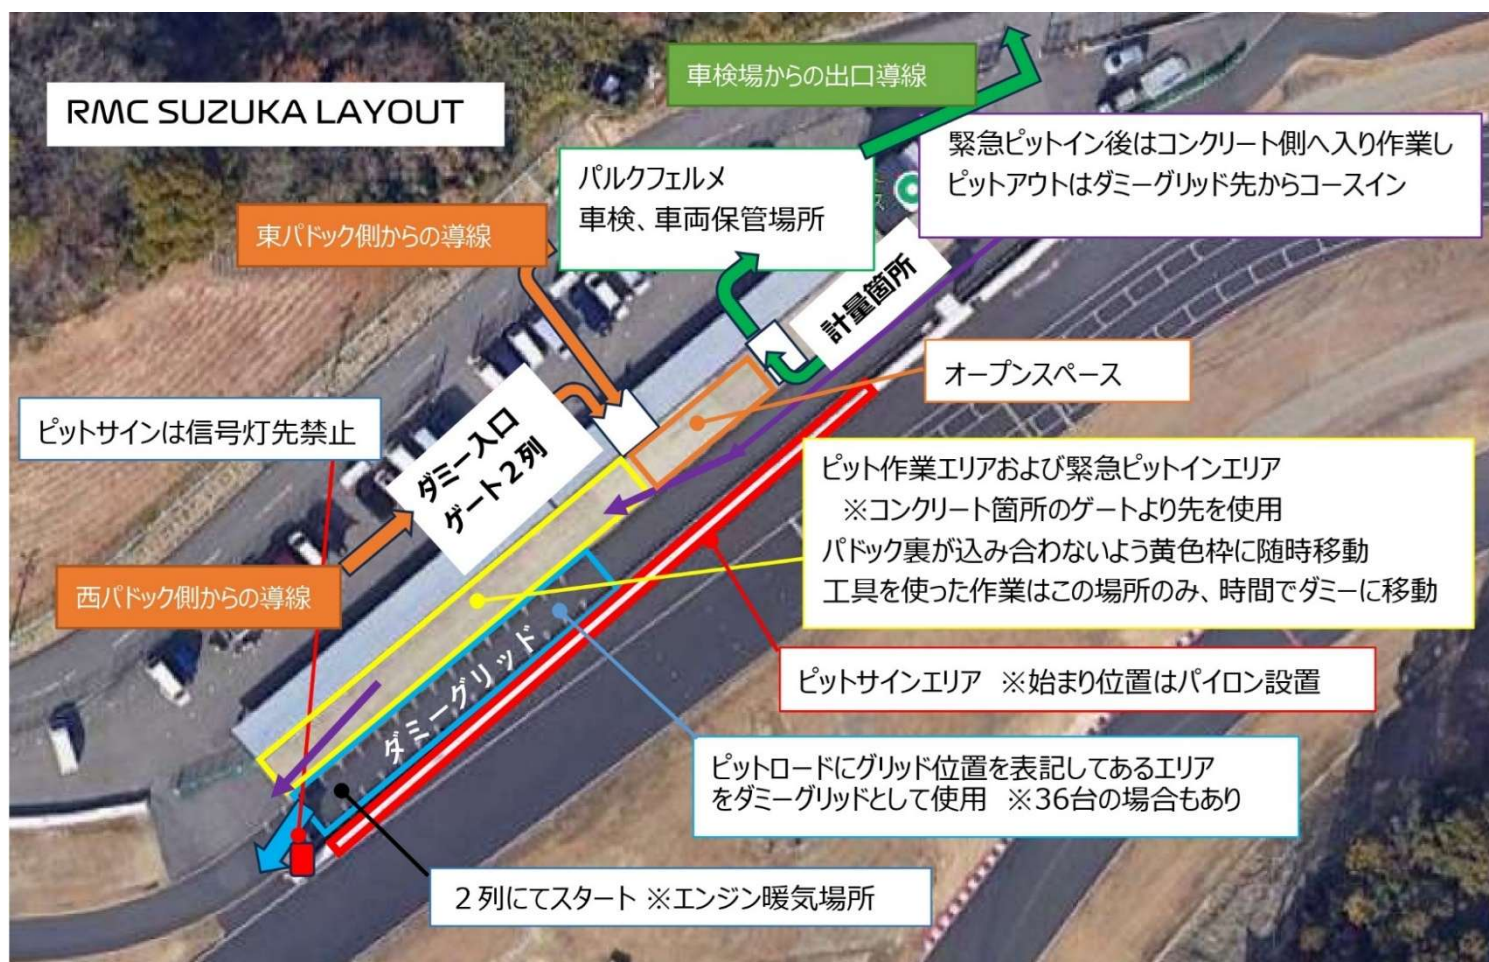 RMC SUZUKA LAYOUT
車検場からの出口導線
緊急ピットイン後はコンクリート側へ入り作業し
ピットアウトはダミーグリッド先からコースイン
パルクフェルメ
車検、車両保管場所
東パドック側からの導線
計量箇所
オープンスペース
ピットサインは信号灯先禁止
ダミー入口
ゲート2列
ピット作業エリアおよび緊急ピットインエリア
※コンクリート箇所のゲートより先を使用
パドック裏が込み合わないよう黄色枠に随時移動
工具を使った作業はこの場所のみ、時間でダミーに移動
西パドック側からの導線
ダミーグリッド
ピットサインエリア ※始まり位置はパイロン設置
ピットロードにグリッド位置を表記してあるエリア
をダミーグリッドとして使用 ※36台の場合もあり
2列にてスタート ※エンジン暖気場所